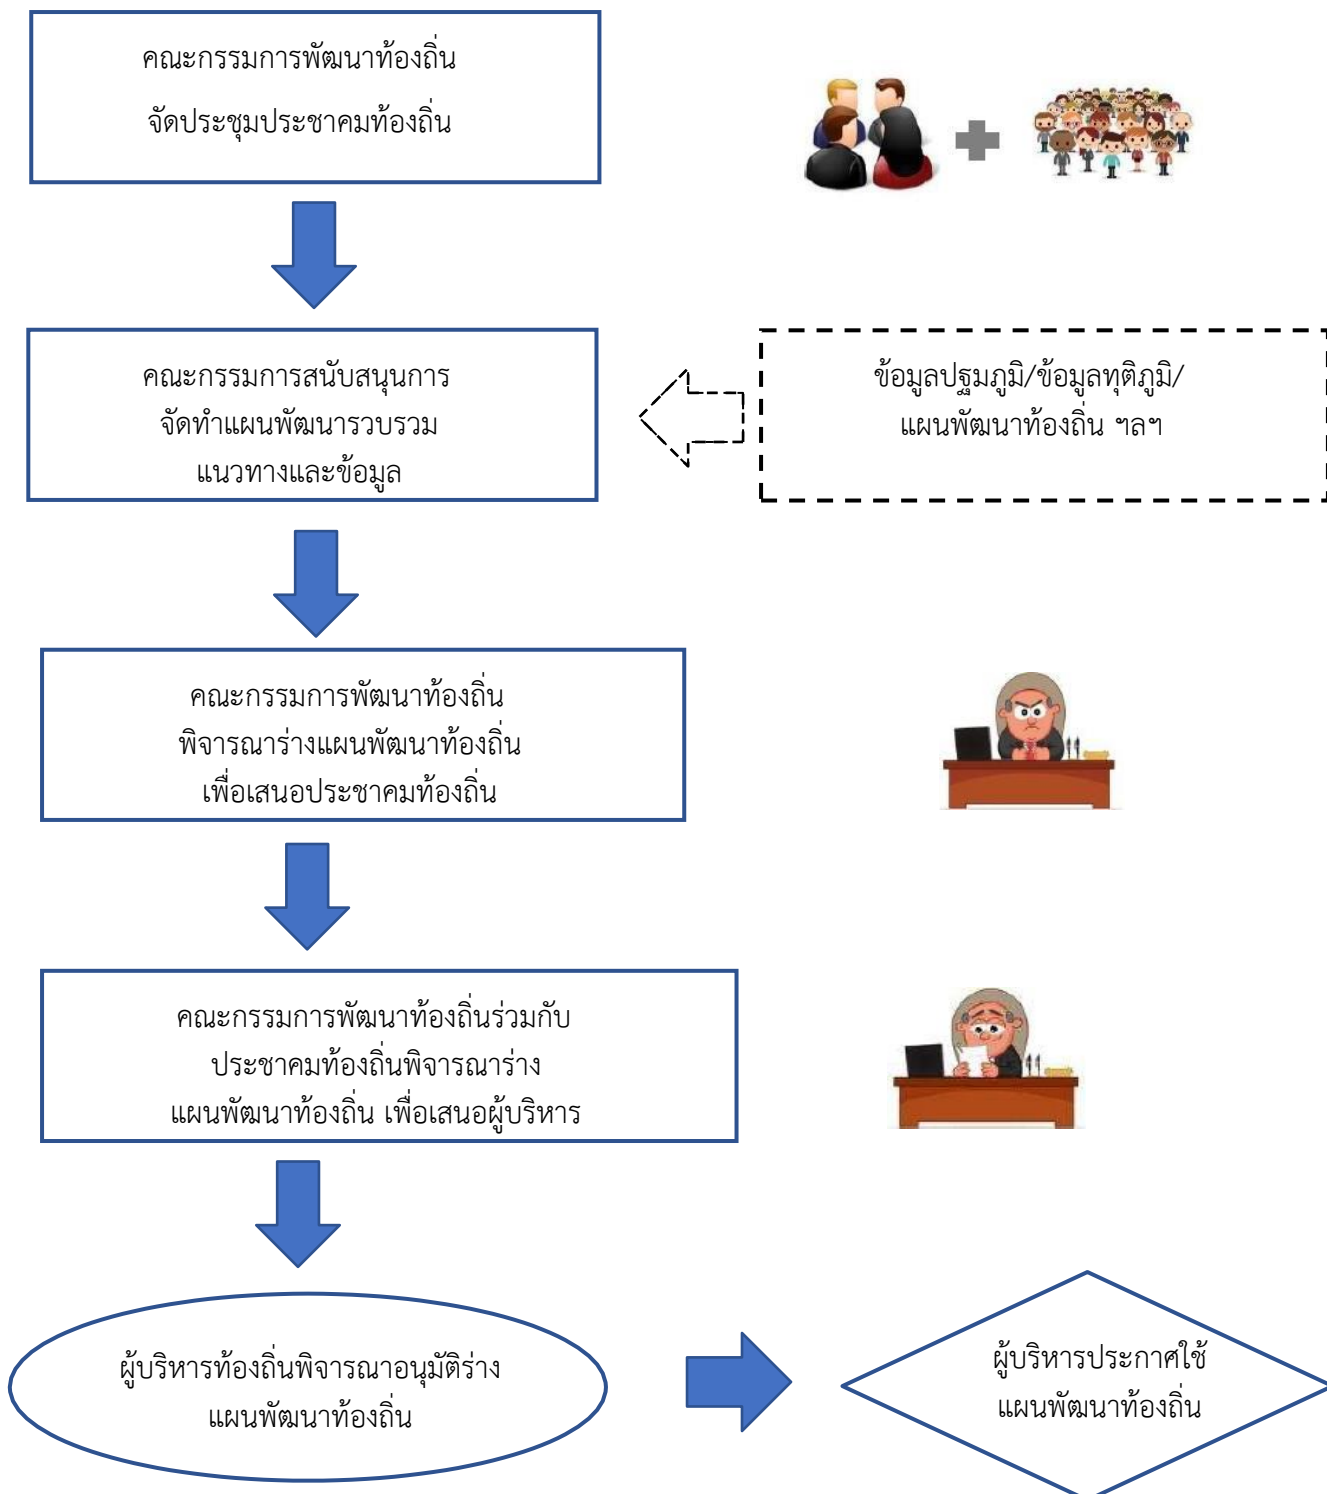 คณะกรรมการพัฒนาท้องถิ่น
จัดประชุมประชาคมท้องถิ่น
คณะกรรมการสนับสนุนการ
จัดทำแผนพัฒนารวบรวม
แนวทางและข้อมูล
ข้อมูลปฐมภูมิ/ข้อมูลทุติภูมิ/
แผนพัฒนาท้องถิ่น ฯลฯ
คณะกรรมการพัฒนาท้องถิ่น
พิจารณาร่างแผนพัฒนาท้องถิ่น
เพื่อเสนอประชาคมท้องถิ่น
คณะกรรมการพัฒนาท้องถิ่นร่วมกับ
ประชาคมท้องถิ่นพิจารณาร่าง
แผนพัฒนาท้องถิ่น เพื่อเสนอผู้บริหาร
ผู้บริหารท้องถิ่นพิจารณาอนุมัติร่าง
แผนพัฒนาท้องถิ่น
ผู้บริหารประกาศใช้
แผนพัฒนาท้องถิ่น